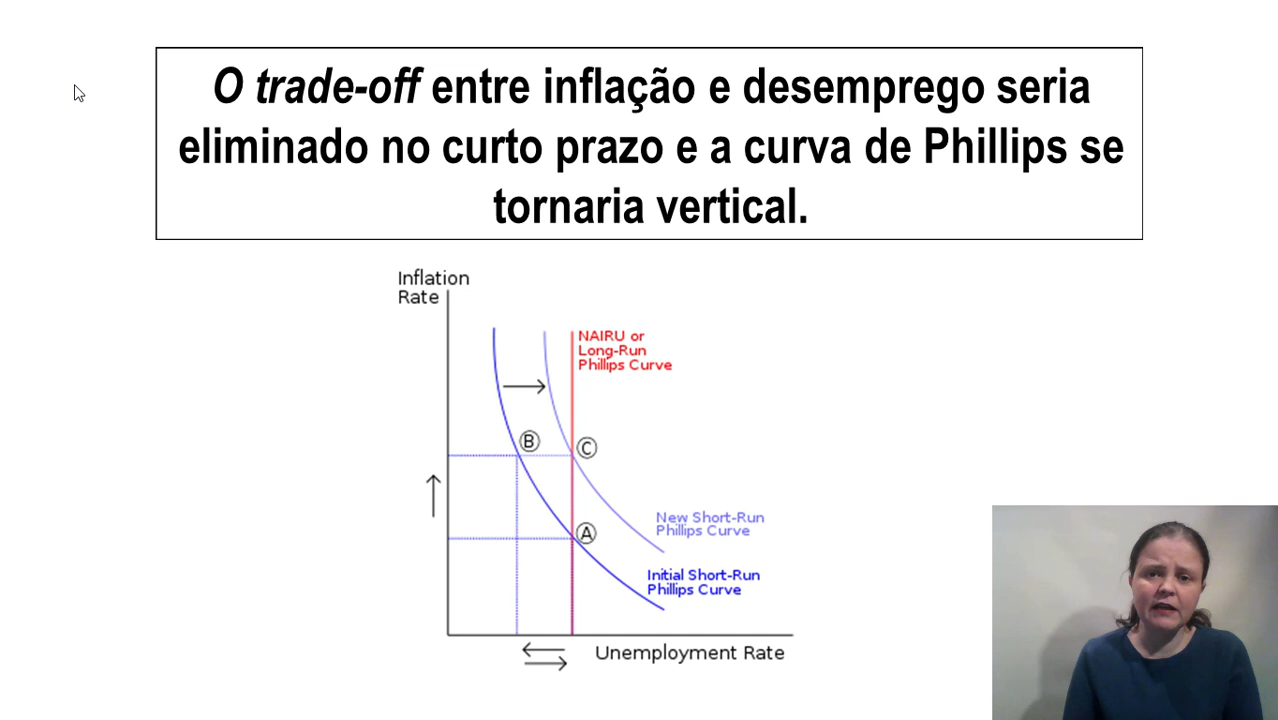 O trade-off entre inflação e desemprego seria
eliminado no curto prazo e a curva de Phillips se
tornaria vertical.
Inflation
Rate
NAIRU or
Long-Run
Phillips Curve
B
C
A
New Short-Run
Phillips Curve
Initial Short-Run
Phillips Curve
Unemployment Rate